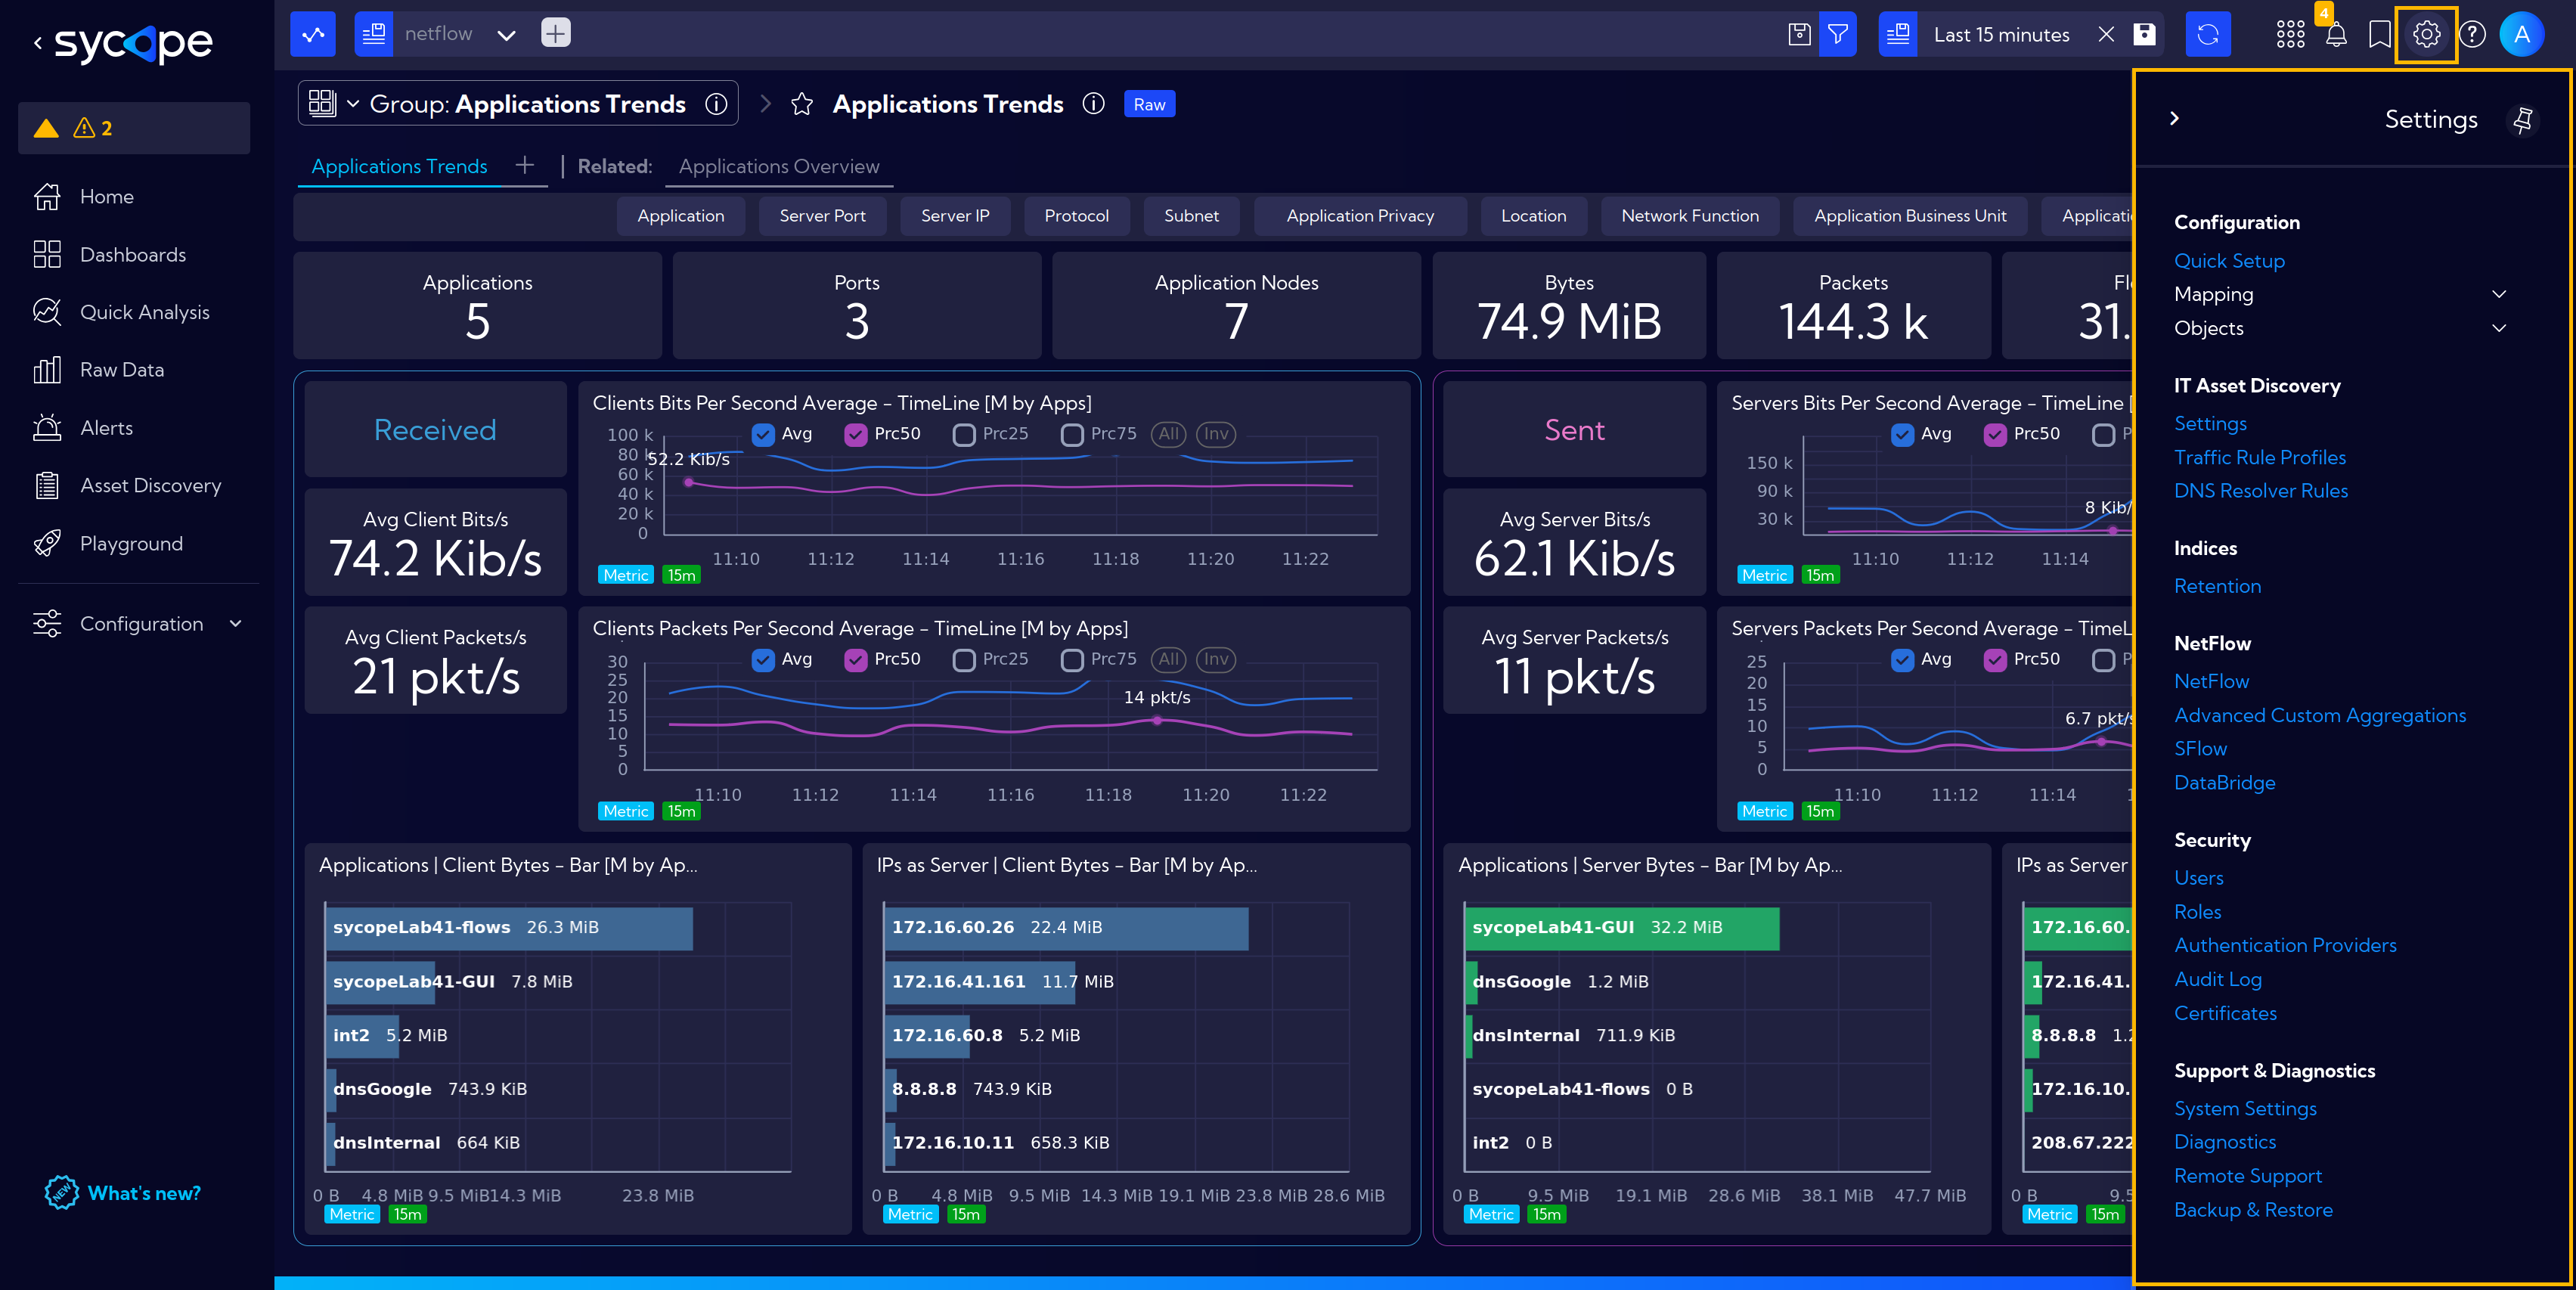 sycope
netflow
Last 15 minutes
4
A
2
Home
Dashboards
Quick Analysis
Raw Data
Alerts
Asset Discovery
Playground
Configuration
NEW
What's new?
Group: Applications Trends
Applications Trends
Raw
Applications Trends
Related:
Applications Overview
Application
Server Port
Server IP
Protocol
Subnet
Application Privacy
Location
Network Function
Application Business Unit
Applicati
Applications
5
Ports
3
Application Nodes
7
Bytes
74.9 MiB
Packets
144.3 k
Fl
31.
Received
Avg Client Bits/s
74.2 Kib/s
Avg Client Packets/s
21 pkt/s
Clients Bits Per Second Average - TimeLine [M by Apps]
Avg Prc50 Prc25 Prc75 All Inv
100 k
80 k
60 k
40 k
20 k
0
52.2 Kib/s
11:10 11:12 11:14 11:16 11:18 11:20 11:22
Metric 15m
Clients Packets Per Second Average - TimeLine [M by Apps]
Avg Prc50 Prc25 Prc75 All Inv
30
25
20
15
10
5
0
14 pkt/s
11:10 11:12 11:14 11:16 11:18 11:20 11:22
Metric 15m
Sent
Avg Server Bits/s
62.1 Kib/s
Avg Server Packets/s
11 pkt/s
Servers Bits Per Second Average - TimeLine [
Avg Prc50 P
150 k
90 k
30 k
8 Kib/
11:10 11:12 11:14
Metric 15m
Servers Packets Per Second Average - TimeL
Avg Prc50 P
25
20
15
10
5
0
6.7 pkt/s
11:10 11:12 11:14 1
Metric 15m
Applications | Client Bytes - Bar [M by Ap...
sycopeLab41-flows 26.3 MiB
sycopeLab41-GUI 7.8 MiB
int2 5.2 MiB
dnsGoogle 743.9 KiB
dnsInternal 664 KiB
0 B 4.8 MiB 9.5 MiB 14.3 MiB 23.8 MiB
Metric 15m
IPs as Server | Client Bytes - Bar [M by Ap...
172.16.60.26 22.4 MiB
172.16.41.161 11.7 MiB
172.16.60.8 5.2 MiB
8.8.8.8 743.9 KiB
172.16.10.11 658.3 KiB
0 B 4.8 MiB 9.5 MiB 14.3 MiB 19.1 MiB 23.8 MiB 28.6 MiB
Metric 15m
Applications | Server Bytes - Bar [M by Ap...
sycopeLab41-GUI 32.2 MiB
dnsGoogle 1.2 MiB
dnsInternal 711.9 KiB
sycopeLab41-flows 0 B
int2 0 B
0 B 9.5 MiB 19.1 MiB 28.6 MiB 38.1 MiB 47.7 MiB
Metric 15m
IPs as Server
172.16.60.
172.16.41.
8.8.8.8 1.2
172.16.10.
208.67.222
0 B 9.5
Metric 15m
Settings
Configuration
Quick Setup
Mapping
Objects
IT Asset Discovery
Settings
Traffic Rule Profiles
DNS Resolver Rules
Indices
Retention
NetFlow
NetFlow
Advanced Custom Aggregations
SFlow
DataBridge
Security
Users
Roles
Authentication Providers
Audit Log
Certificates
Support & Diagnostics
System Settings
Diagnostics
Remote Support
Backup & Restore